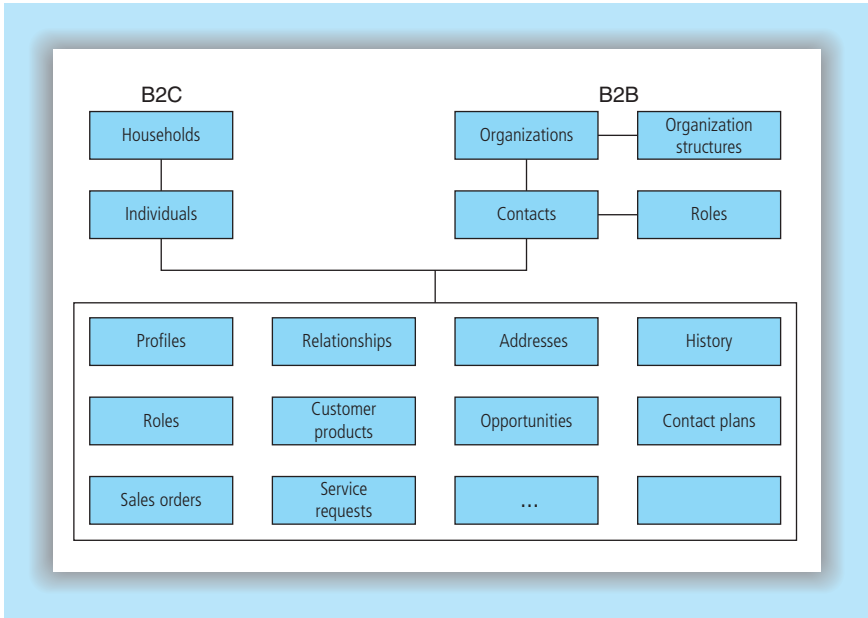 B2C
B2B
Households
Organizations
Organization
structures
Individuals
Contacts
Roles
Profiles
Relationships
Addresses
History
Roles
Customer
products
Opportunities
Contact plans
Sales orders
Service
requests
...